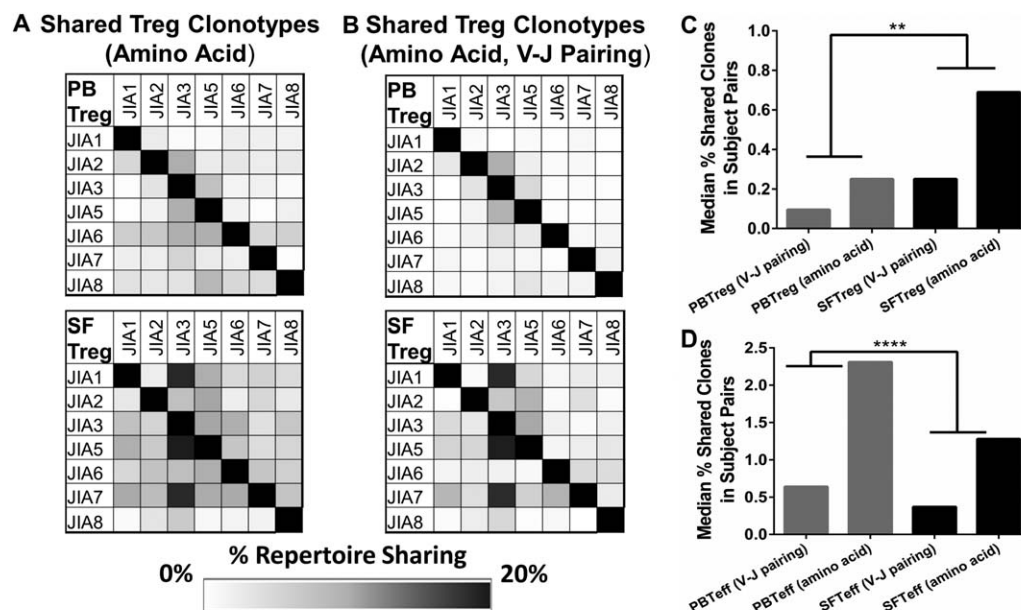 A Shared Treg Clonotypes
(Amino Acid)
PB
Treg
JIA1
JIA2
JIA3
JIA5
JIA6
JIA7
JIA8
JIA1
JIA2
JIA3
JIA5
JIA6
JIA7
JIA8
SF
Treg
JIA1
JIA2
JIA3
JIA5
JIA6
JIA7
JIA8
JIA1
JIA2
JIA3
JIA5
JIA6
JIA7
JIA8
B Shared Treg Clonotypes
(Amino Acid, V-J Pairing)
PB
Treg
JIA1
JIA2
JIA3
JIA5
JIA6
JIA7
JIA8
JIA1
JIA2
JIA3
JIA5
JIA6
JIA7
JIA8
SF
Treg
JIA1
JIA2
JIA3
JIA5
JIA6
JIA7
JIA8
JIA1
JIA2
JIA3
JIA5
JIA6
JIA7
JIA8
% Repertoire Sharing
0%
20%
C
Median % Shared Clones
in Subject Pairs
1.0
0.8
0.6
0.4
0.2
0.0
**
PBTreg (V-J pairing)
PBTreg (amino acid)
SFTreg (V-J pairing)
SFTreg (amino acid)
D
Median % Shared Clones
in Subject Pairs
2.5
2.0
1.5
1.0
0.5
0.0
****
PBTeff (V-J pairing)
PBTeff (amino acid)
SFTeff (V-J pairing)
SFTeff (amino acid)